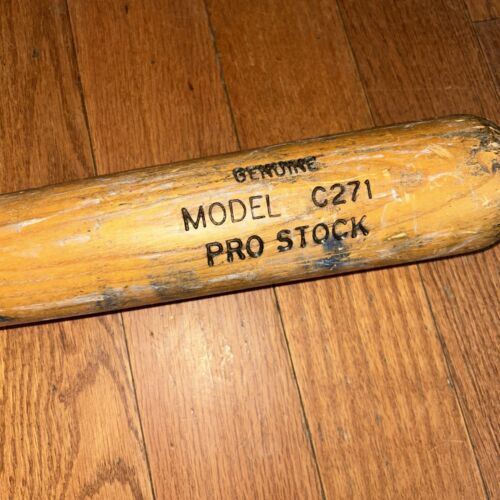 GENUINE
MODEL C271
PRO STOCK